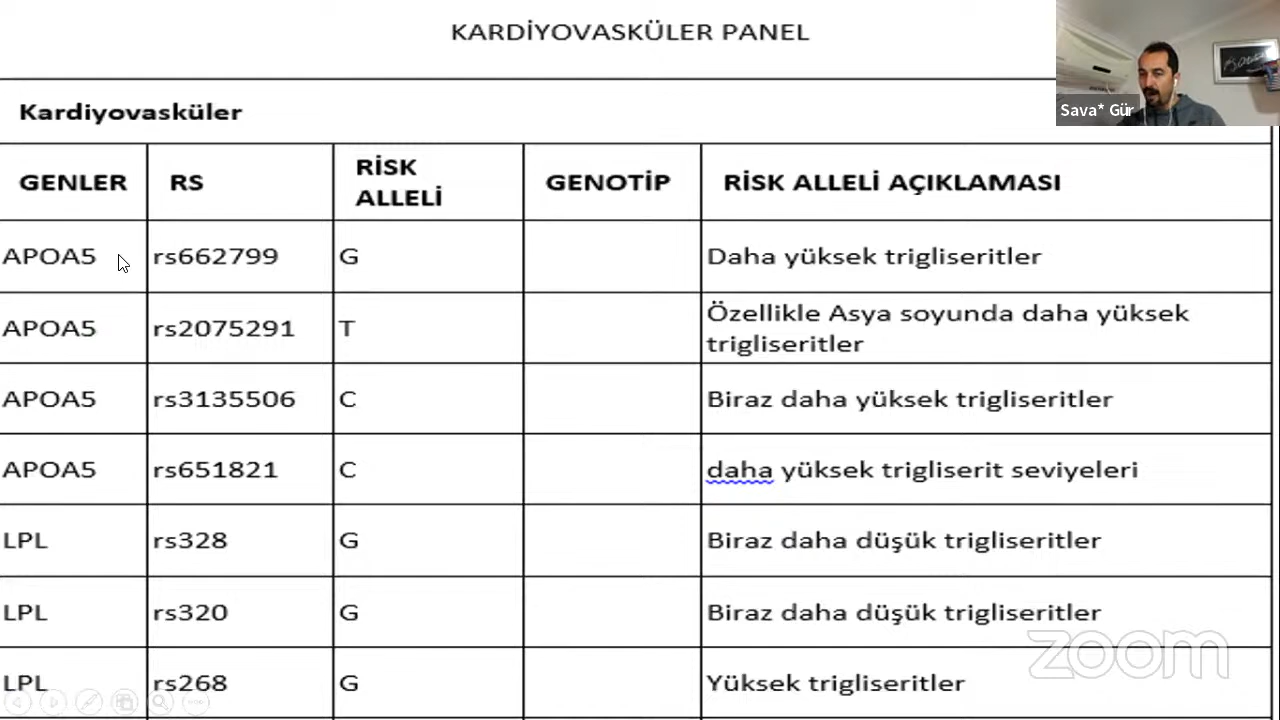 KARDİYOVASKÜLER PANEL
Sava* Gür
Kardiyovasküler
GENLER RS RİSK ALLELİ GENOTİP RİSK ALLELİ AÇIKLAMASI
APOA5 rs662799 G Daha yüksek trigliseritler
APOA5 rs2075291 T Özellikle Asya soyunda daha yüksek
trigliseritler
APOA5 rs3135506 C Biraz daha yüksek trigliseritler
APOA5 rs651821 C daha yüksek trigliserit seviyeleri
LPL rs328 G Biraz daha düşük trigliseritler
LPL rs320 G Biraz daha düşük trigliseritler
zoom
LPL rs268 G Yüksek trigliseritler